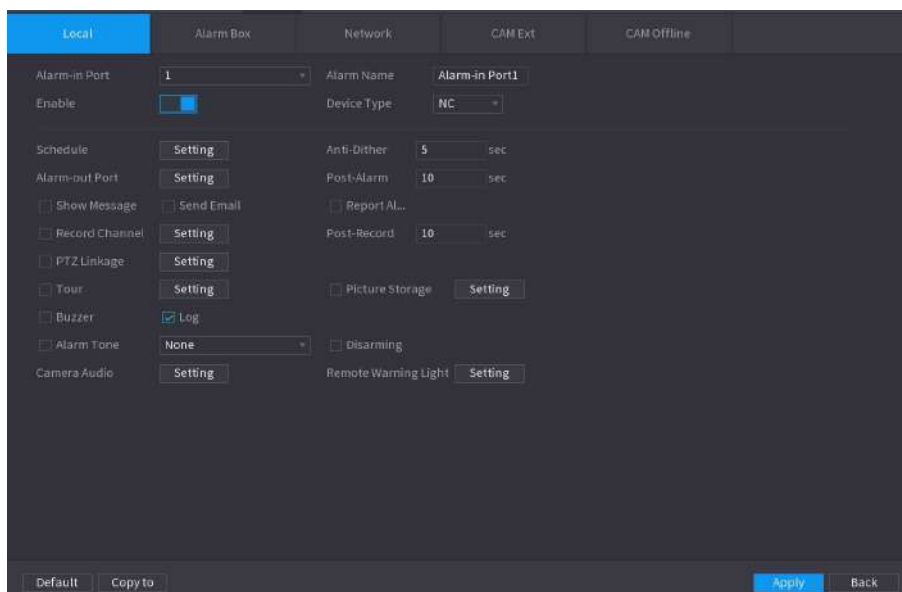 Local Alarm Box Network CAM Ext CAM Offline
Alarm-in Port 1 Alarm Name Alarm-in Port1
Enable Device Type NC
Schedule Setting Anti-Dither 5 sec
Alarm-out Port Setting Post-Alarm 10 sec
Show Message Send Email Report Al...
Record Channel Setting Post-Record 10 sec
PTZ Linkage Setting
Tour Setting Picture Storage Setting
Buzzer Log
Alarm Tone None Disarming
Camera Audio Setting Remote Warning Light Setting
Default Copy to Apply Back